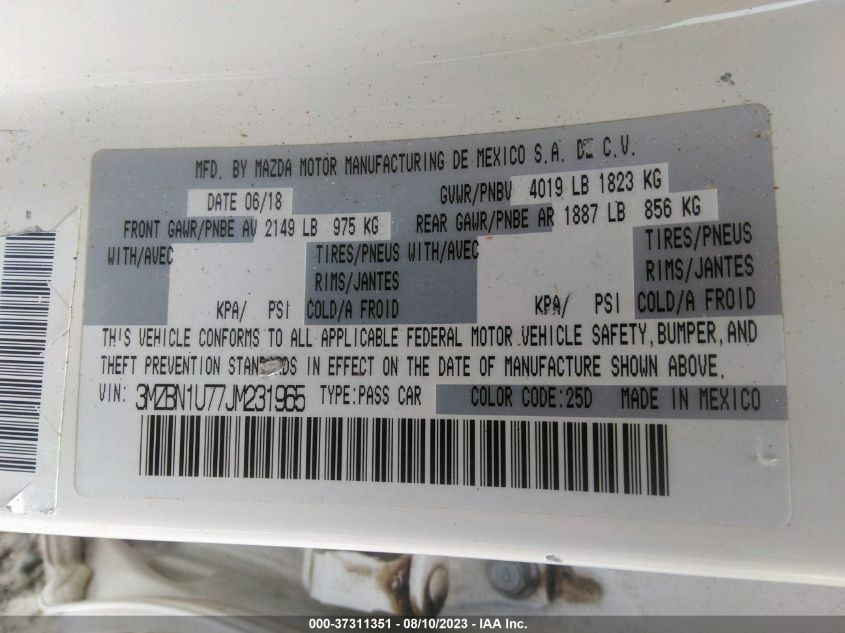 MFD. BY MAZDA MOTOR MANUFACTURING DE MEXICO S.A. DE C.V.
DATE 06/18 GVWR/PNBV 4019 LB 1823 KG
FRONT GAWR/PNBE AV 2149 LB 975 KG REAR GAWR/PNBE AR 1887 LB 856 KG
WITH/AVEC TIRES/PNEUS WITH/AVEC TIRES/PNEUS
RIMS/JANTES RIMS/JANTES
KPA/ PSI COLD/A FROID KPA/ PSI COLD/A FROID
THIS VEHICLE CONFORMS TO ALL APPLICABLE FEDERAL MOTOR VEHICLE SAFETY, BUMPER, AND
THEFT PREVENTION STANDARDS IN EFFECT ON THE DATE OF MANUFACTURE SHOWN ABOVE.
VIN: 3MZBN1U77JM231965 TYPE:PASS CAR COLOR CODE:25D MADE IN MEXICO
000-37311351 - 08/10/2023 - IAA Inc.